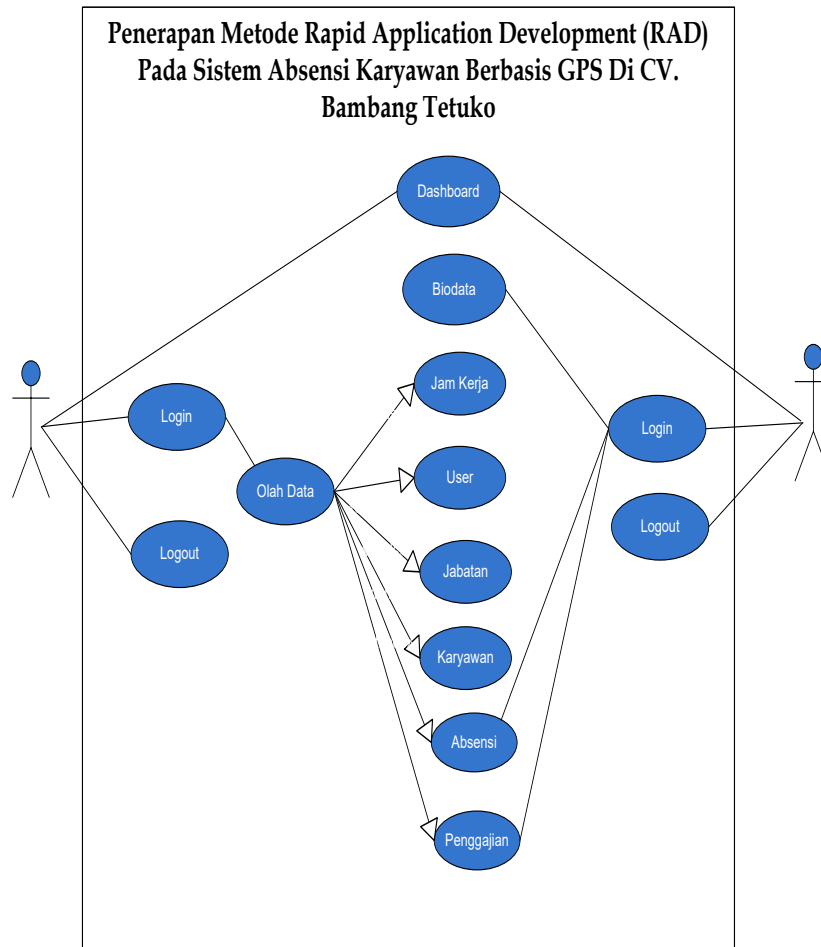 Penerapan Metode Rapid Application Development (RAD)
Pada Sistem Absensi Karyawan Berbasis GPS Di CV.
Bambang Tetuko
Dashboard
Biodata
Jam Kerja
Login
Login
User
Olah Data
Logout
Logout
Jabatan
Karyawan
Absensi
Penggajian